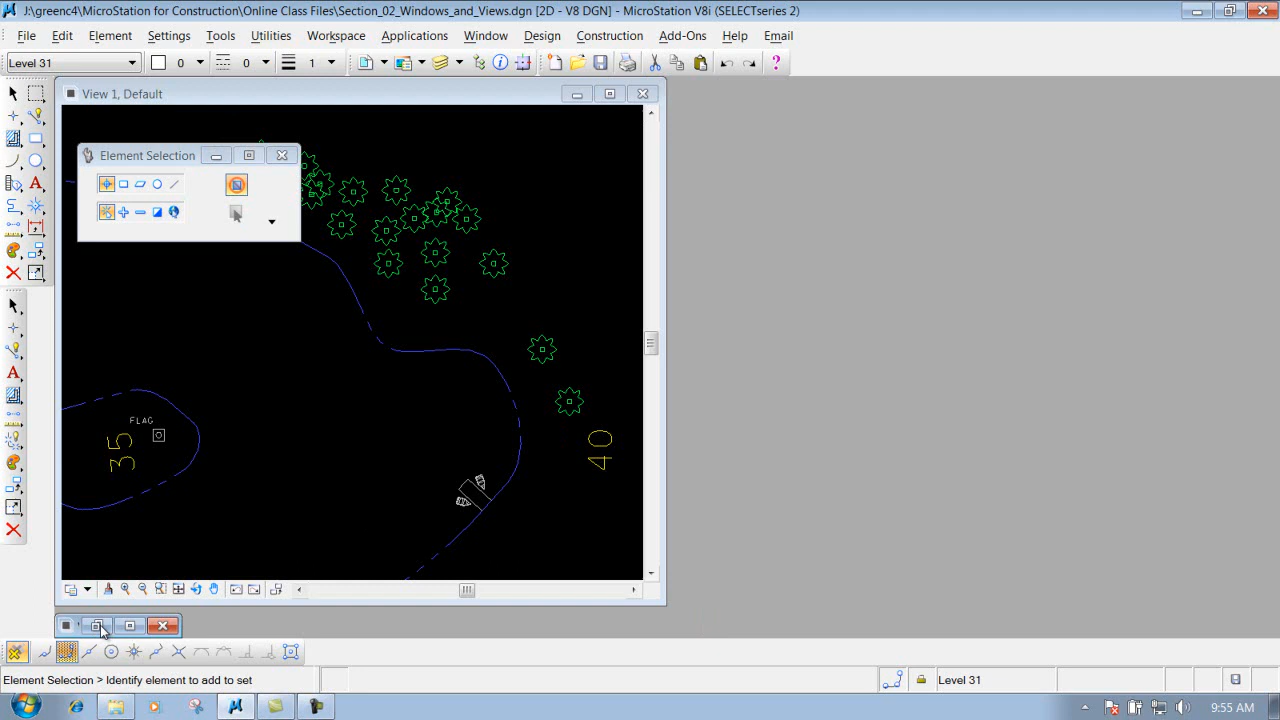 J:\greenc4\MicroStation for Construction\Online Class Files\Section_02_Windows_and_Views.dgn [2D - V8 DGN] - MicroStation V8i (SELECTseries 2)
File Edit Element Settings Tools Utilities Workspace Applications Window Design Construction Add-Ons Help Email
Level 31 0 0 1
View 1, Default
Element Selection
FLAG
35
40
Element Selection > Identify element to add to set
Level 31
9:55 AM